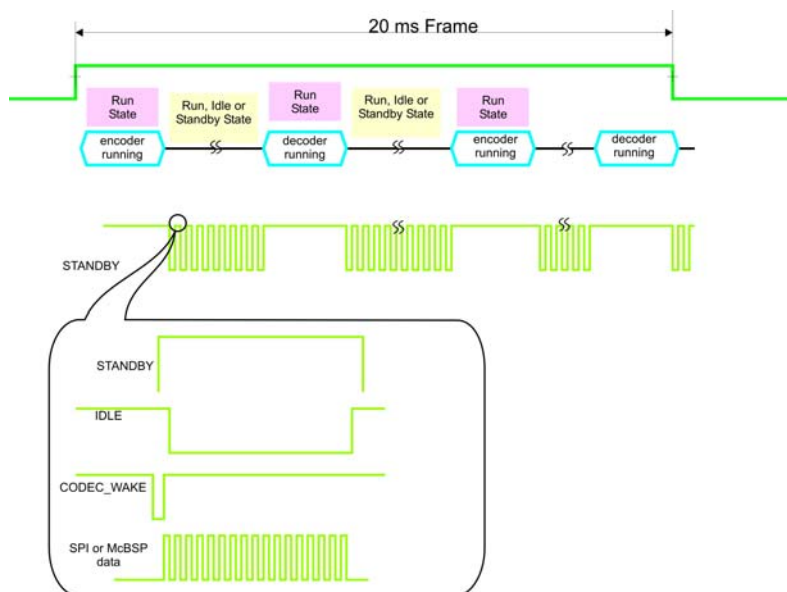 20 ms Frame
Run
State
Run, Idle or
Standby State
Run
State
Run, Idle or
Standby State
Run
State
encoder
running
decoder
running
encoder
running
decoder
running
STANDBY
STANDBY
IDLE
CODEC_WAKE
SPI or McBSP
data